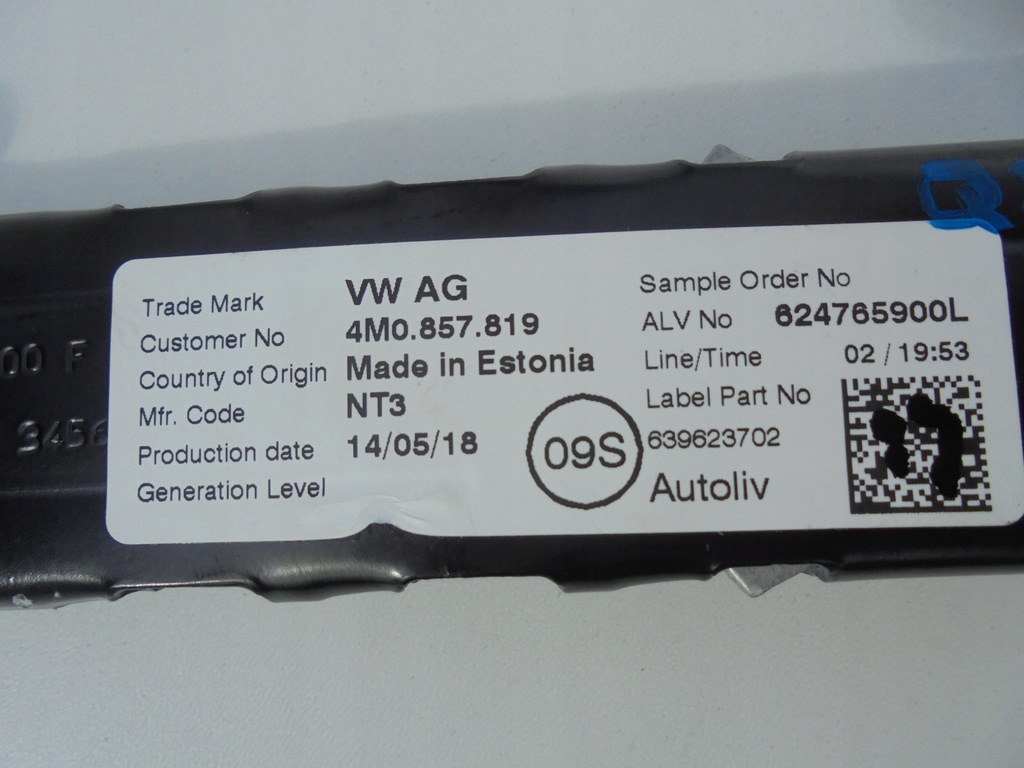 Trade Mark VW AG
Customer No 4M0.857.819
Country of Origin Made in Estonia
Mfr. Code NT3
Production date 14/05/18
Generation Level
Sample Order No
ALV No 624765900L
Line/Time 02 / 19:53
Label Part No
639623702
09S
Autoliv
00 F
3456
Q